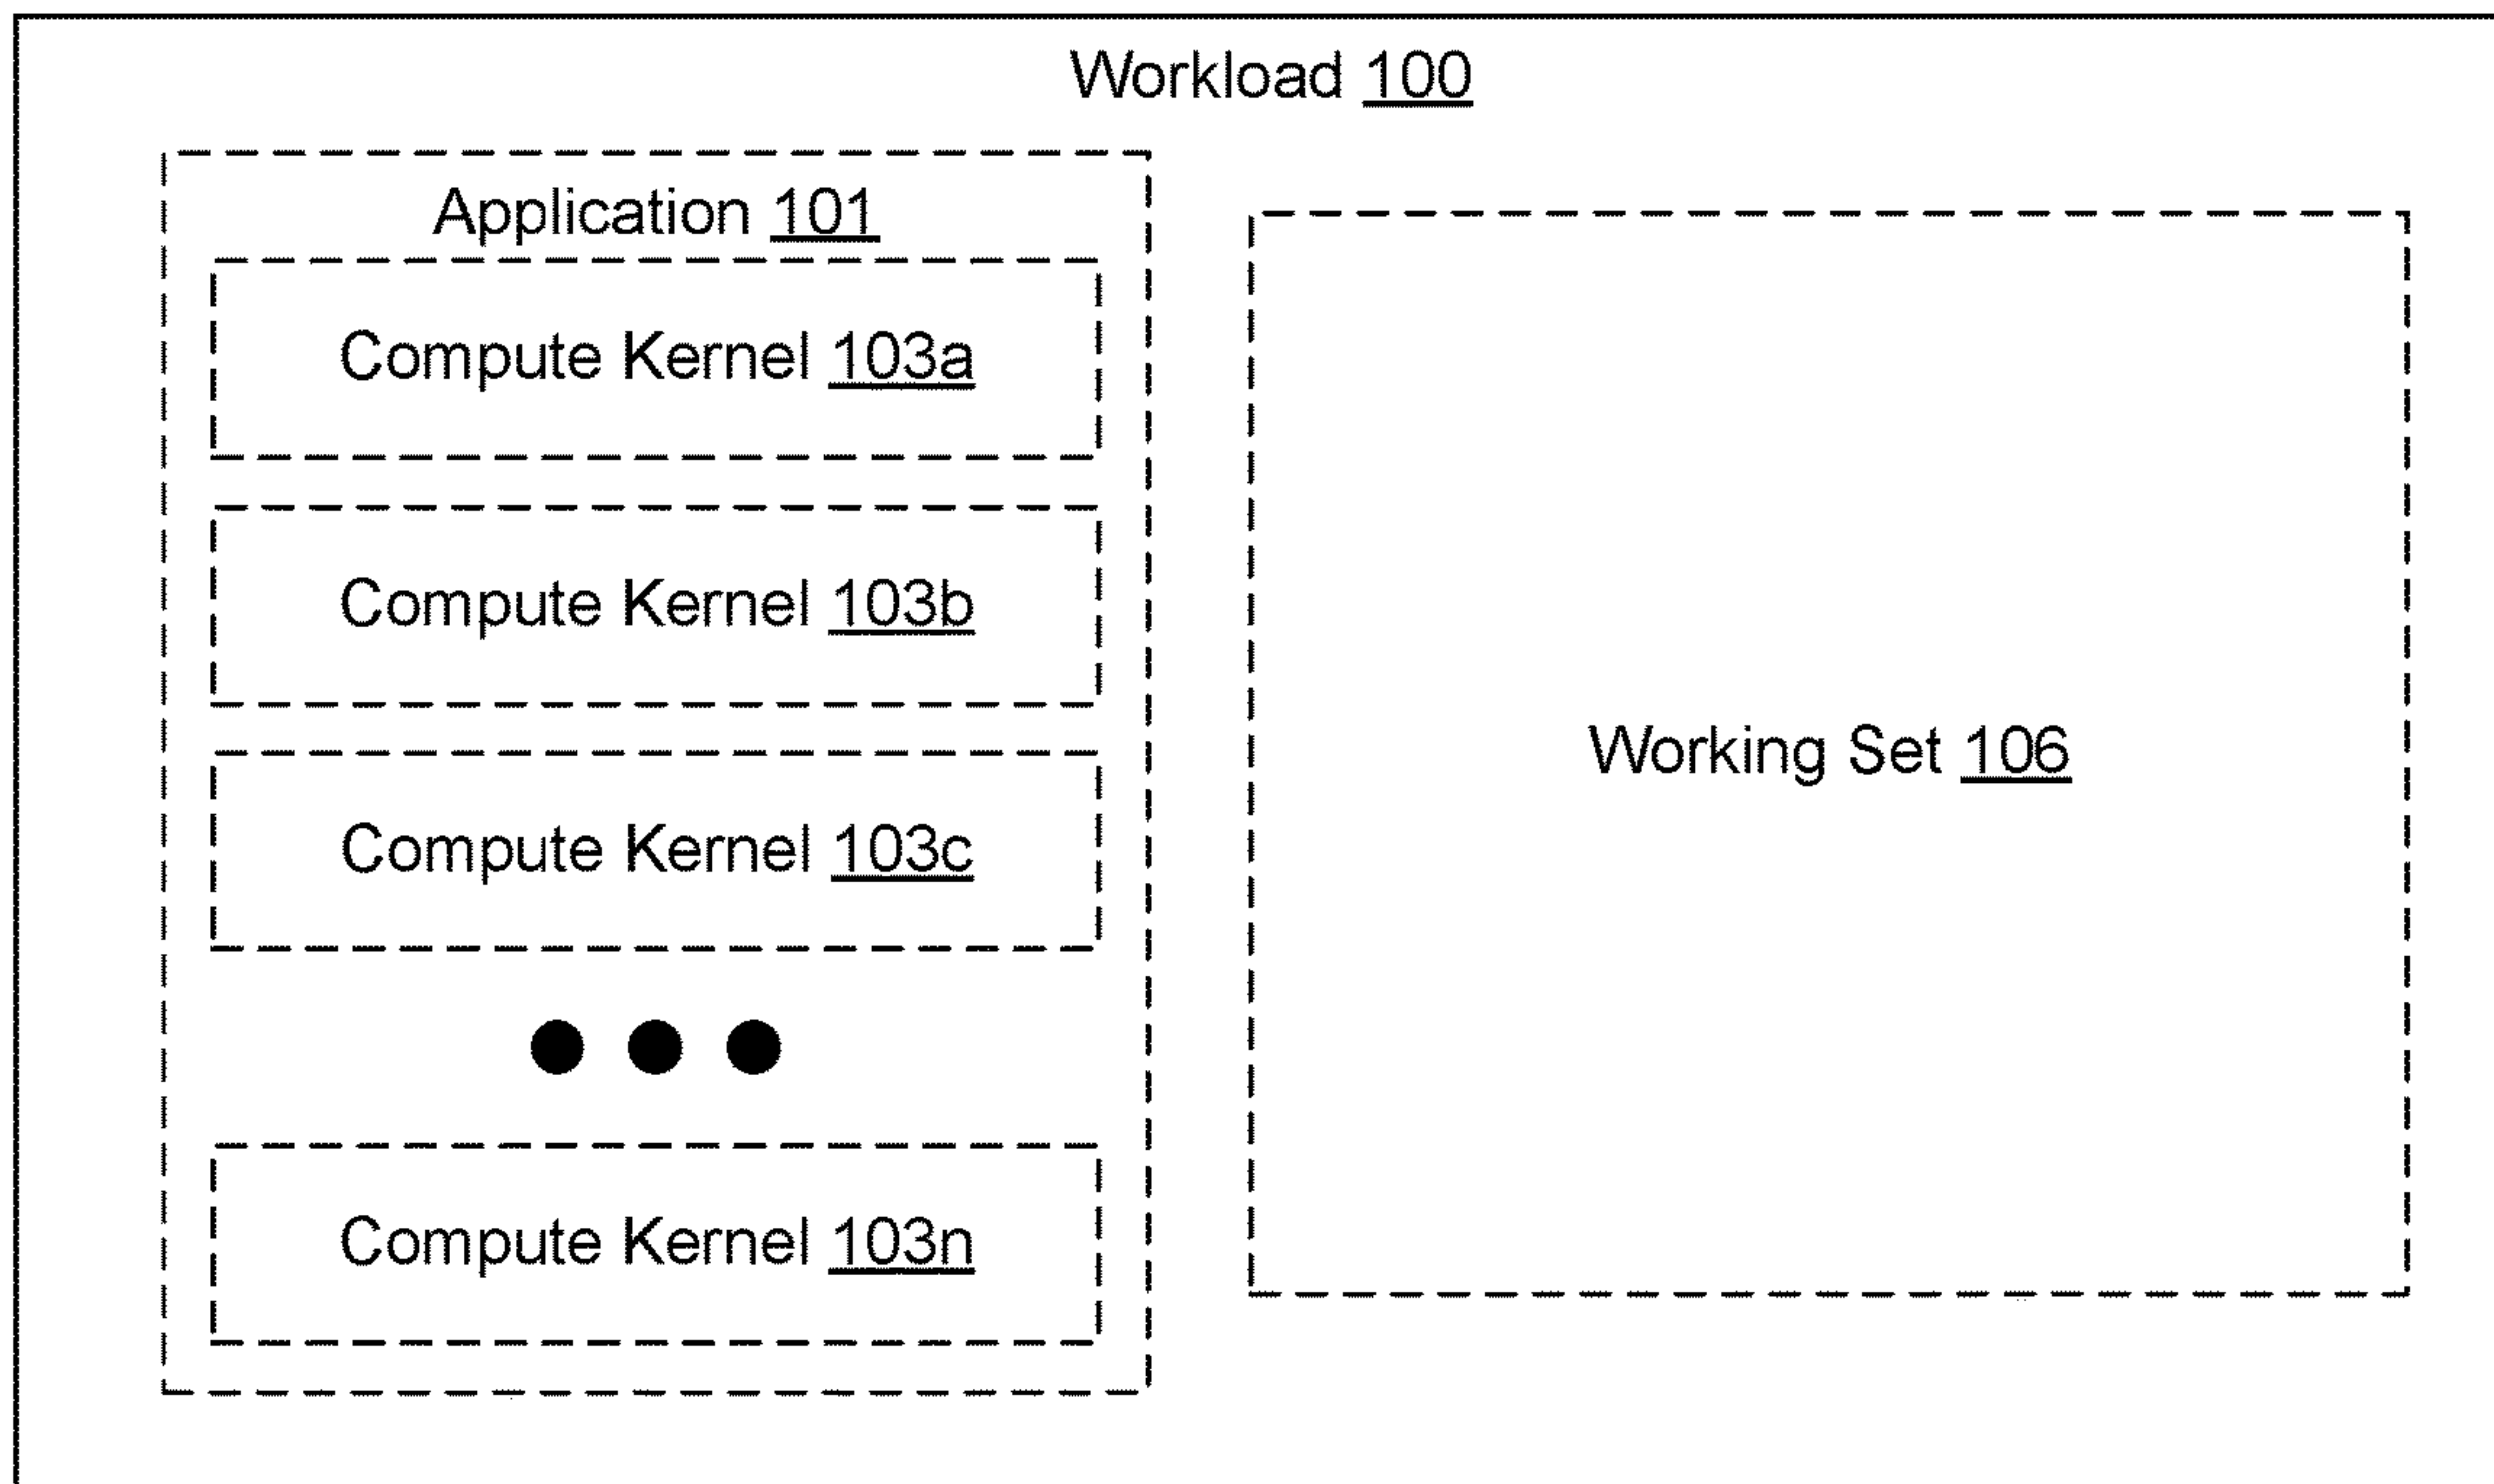 Workload 100
Application 101
Compute Kernel 103a
Compute Kernel 103b
Compute Kernel 103c
Compute Kernel 103n
Working Set 106